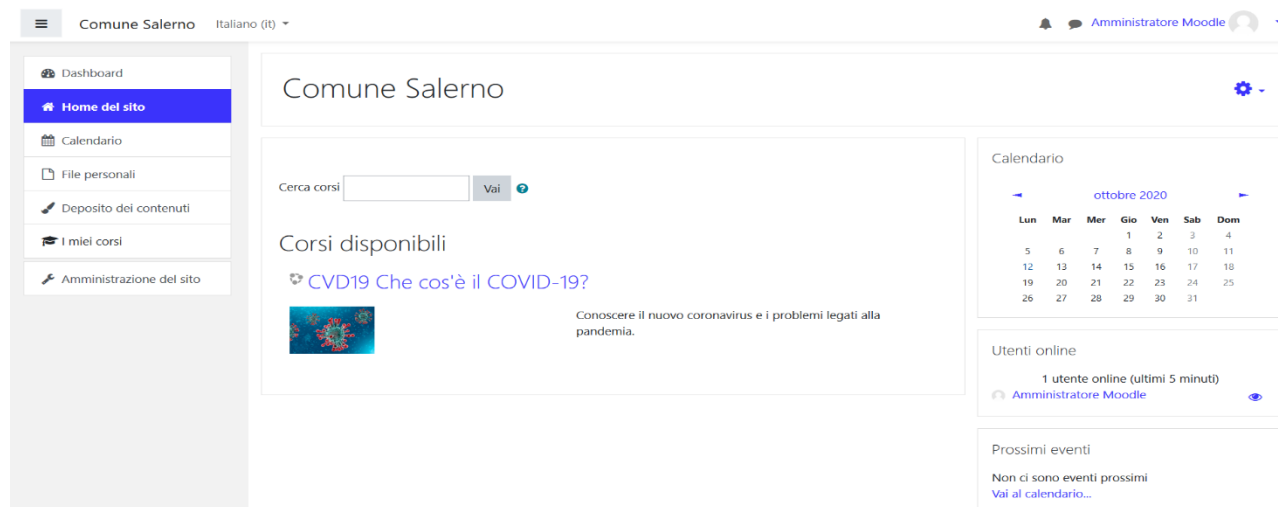 Comune Salerno Italiano (it)
Amministratore Moodle
Dashboard
Home del sito
Calendario
File personali
Deposito dei contenuti
I miei corsi
Amministrazione del sito
Comune Salerno
Cerca corsi Vai
Corsi disponibili
CVD19 Che cos'è il COVID-19?
Conoscere il nuovo coronavirus e i problemi legati alla
pandemia.
Calendario
ottobre 2020
Lun Mar Mer Gio Ven Sab Dom
1 2 3 4
5 6 7 8 9 10 11
12 13 14 15 16 17 18
19 20 21 22 23 24 25
26 27 28 29 30 31
Utenti online
1 utente online (ultimi 5 minuti)
Amministratore Moodle
Prossimi eventi
Non ci sono eventi prossimi
Vai al calendario...